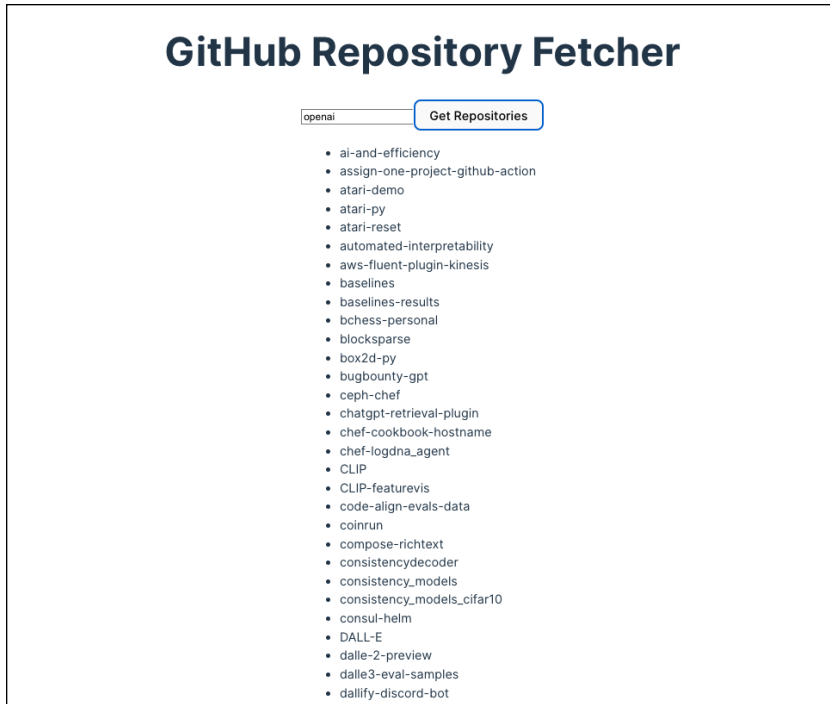 GitHub Repository Fetcher
openai Get Repositories
• ai-and-efficiency
• assign-one-project-github-action
• atari-demo
• atari-py
• atari-reset
• automated-interpretability
• aws-fluent-plugin-kinesis
• baselines
• baselines-results
• bchess-personal
• blocksparse
• box2d-py
• bugbounty-gpt
• ceph-chef
• chatgpt-retrieval-plugin
• chef-cookbook-hostname
• chef-logdna_agent
• CLIP
• CLIP-featurevis
• code-align-evals-data
• coinrun
• compose-richtext
• consistencydecoder
• consistency_models
• consistency_models_cifar10
• consul-helm
• DALL-E
• dalle-2-preview
• dalle3-eval-samples
• dallify-discord-bot